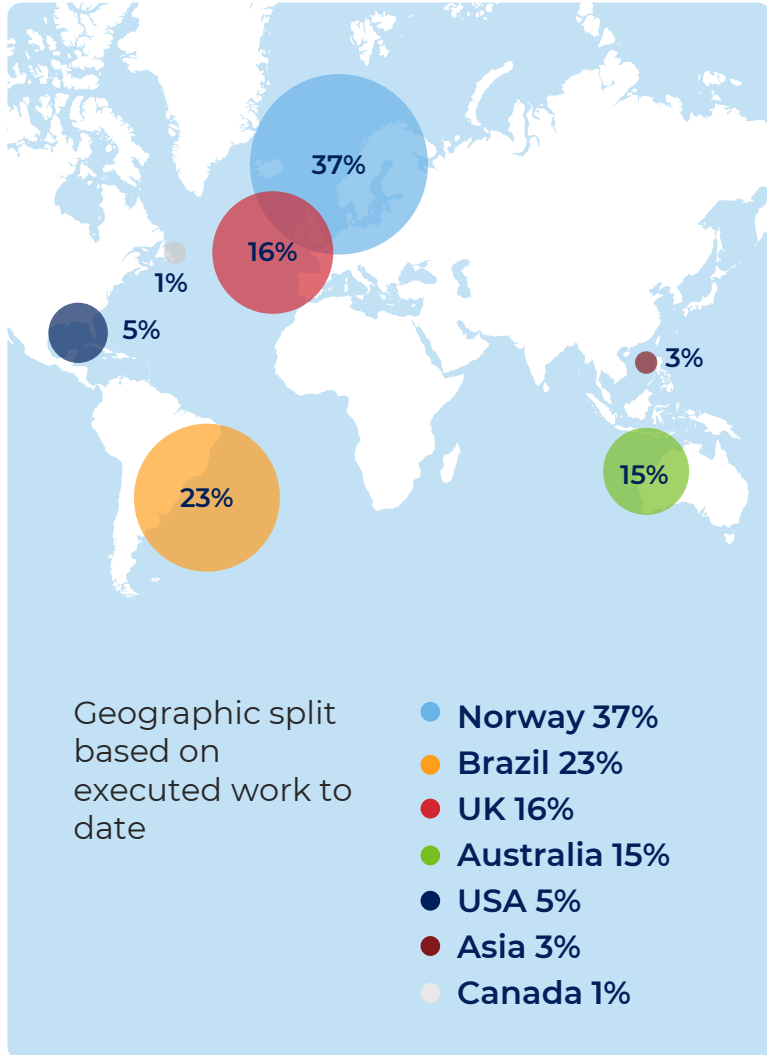 37%
16%
1%
5%
3%
15%
23%
Geographic split
based on
executed work to
date
Norway 37%
Brazil 23%
UK 16%
Australia 15%
USA 5%
Asia 3%
Canada 1%